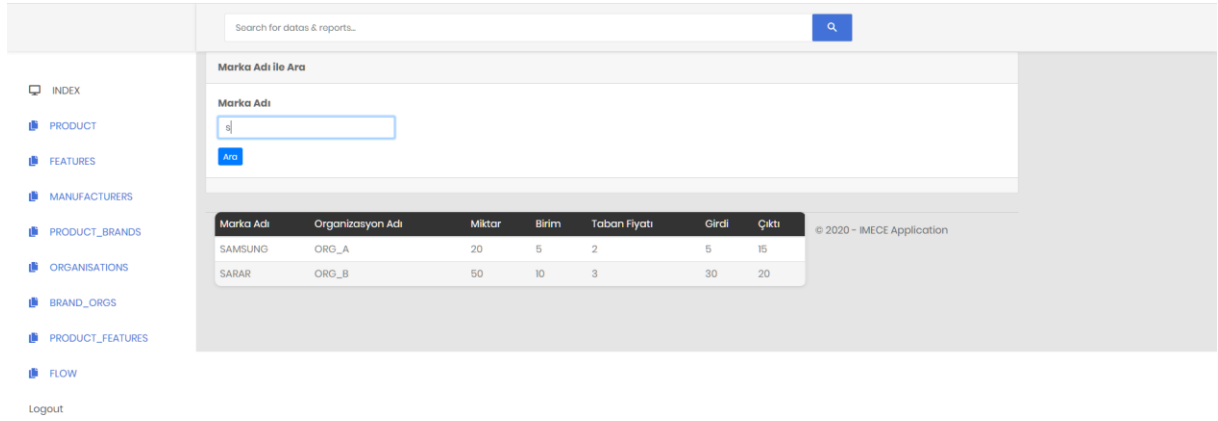 Search for datas & reports...
INDEX
PRODUCT
FEATURES
MANUFACTURERS
PRODUCT_BRANDS
ORGANISATIONS
BRAND_ORGS
PRODUCT_FEATURES
FLOW
Logout
Marka Adı ile Ara
Marka Adı
s
Ara
Marka Adı Organizasyon Adı Miktar Birim Taban Fiyatı Girdi Çıktı
SAMSUNG ORG_A 20 5 2 5 15
SARAR ORG_B 50 10 3 30 20
© 2020 - IMECE Application